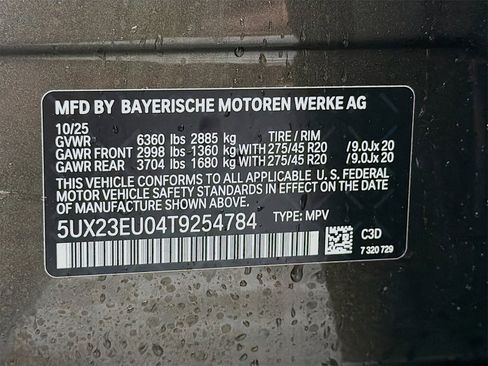 MFD BY BAYERISCHE MOTOREN WERKE AG
10/25
GVWR 6360 lbs 2885 kg TIRE / RIM
GAWR FRONT 2998 lbs 1360 kg WITH 275/45 R20 /9.0Jx20
GAWR REAR 3704 lbs 1680 kg WITH 275/45 R20 /9.0Jx20
THIS VEHICLE CONFORMS TO ALL APPLICABLE U. S. FEDERAL
MOTOR VEHICLE SAFETY STANDARDS IN EFFECT ON THE DATE
OF MANUFACTURE SHOWN ABOVE.
5UX23EU04T9254784 TYPE: MPV
C3D
7 320 729